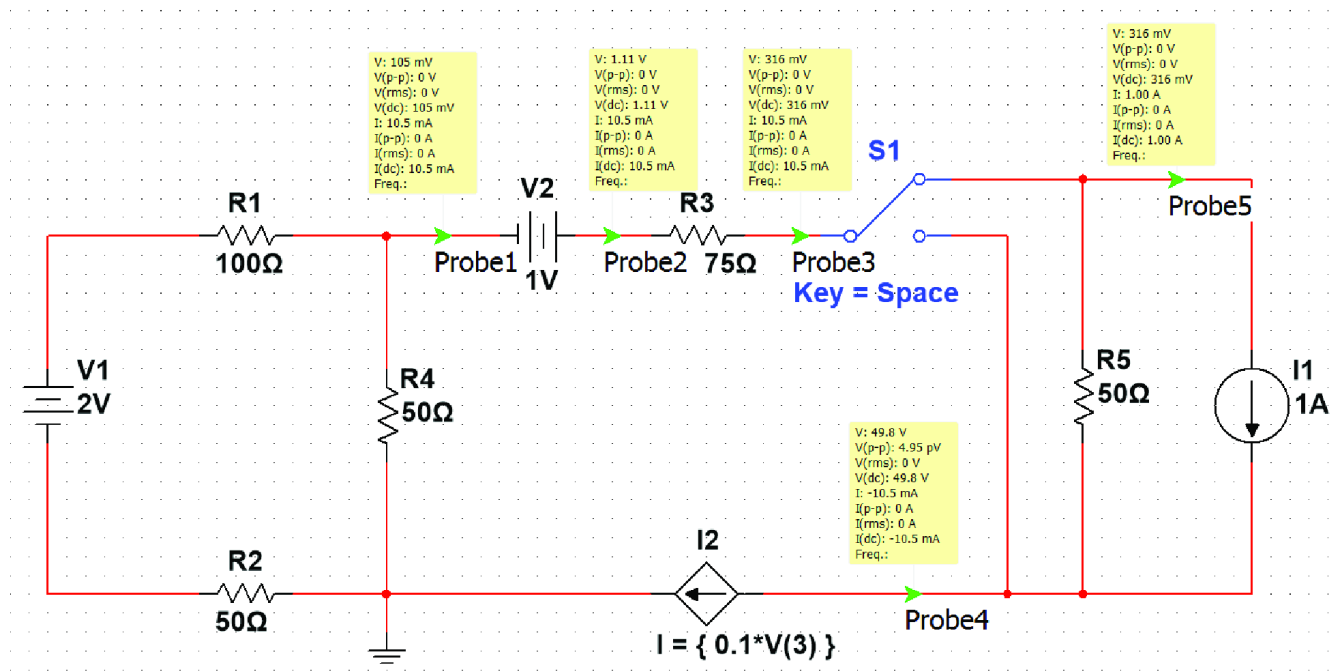 V: 316 mV
V(p-p): 0 V
V(rms): 0 V
V(dc): 316 mV
I: 1.00 A
I(p-p): 0 A
I(rms): 0 A
I(dc): 1.00 A
Freq.:
V: 105 mV
V(p-p): 0 V
V(rms): 0 V
V(dc): 105 mV
I: 10.5 mA
I(p-p): 0 A
I(rms): 0 A
I(dc): 10.5 mA
Freq.:
V: 1.11 V
V(p-p): 0 V
V(rms): 0 V
V(dc): 1.11 V
I: 10.5 mA
I(p-p): 0 A
I(rms): 0 A
I(dc): 10.5 mA
Freq.:
V: 316 mV
V(p-p): 0 V
V(rms): 0 V
V(dc): 316 mV
I: 10.5 mA
I(p-p): 0 A
I(rms): 0 A
I(dc): 10.5 mA
Freq.:
S1
R1
100Ω
Probe1
V2
1V
Probe2
R3
75Ω
Probe3
Key = Space
Probe5
V1
2V
R4
50Ω
R5
50Ω
I1
1A
V: 49.8 V
V(p-p): 4.95 pV
V(rms): 0 V
V(dc): 49.8 V
I: -10.5 mA
I(p-p): 0 A
I(rms): 0 A
I(dc): -10.5 mA
Freq.:
R2
50Ω
I2
I = { 0.1*V(3) }
Probe4